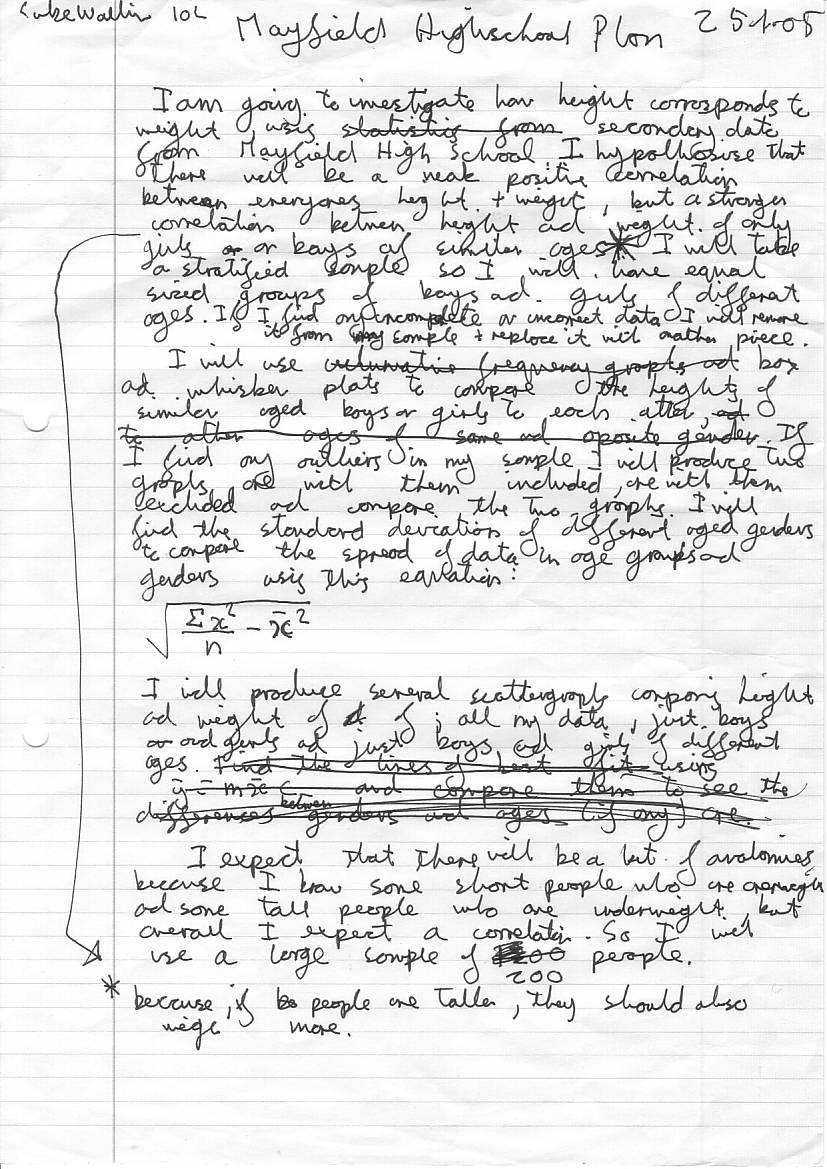 Luke Wallin 10L
Mayfield Highschool Plan
25-1-05
I am going to investigate how height corresponds to
weight, using statistics from secondary data
from Mayfield High School. I hypothosise that
there will be a weak positive correlation
between everyones height + weight, but a stronger
correlation between height and weight of only
girls or or boys of similar ages* I will take
a stratified sample so I will have equal
sized groups of boys and girls of different
ages. If I find any incomplete or incorrect data I will remove
it from my sample + replace it with another piece.
I will use culumative frequency graphs and box
and whisker plots to compare the heights of
similar aged boys or girls to each other, and
to other ages of same and oposite gender. If
I find any outliers in my sample I will produce two
graphs one with them included, one with them
excluded and compare the two graphs. I will
find the standard deviation of different aged genders
to compare the spread of data in age groups and
genders using this equation:
√(Σx²/n - x̄²)
I will produce several scattergraphs comparing height
and weight of of ; all my data, just boys
or and girls and just boys and girls of different
ages. Find the lines of best fit using
ȳ = mx̄ c and compare them to see the
differences between genders and ages (if any) are.
I expect that there will be a lot of avalomies,
because I know some short people who are overweight
and some tall people who are underweight, but
overall I expect a correlation. So I will
use a large sample of 200 people.
* because, if people are taller, they should also
weigh more.